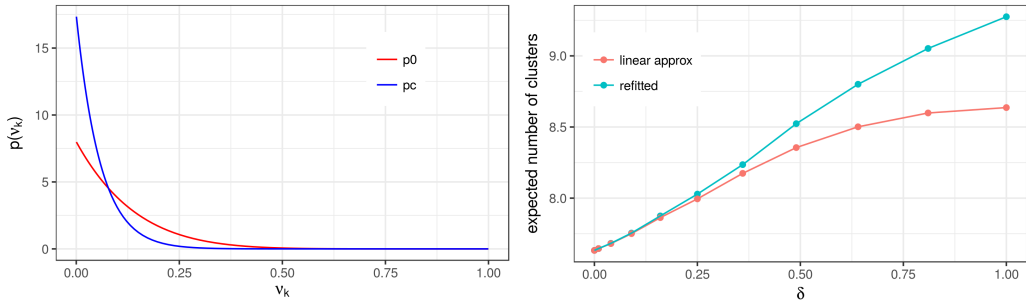 p(νk)
15
10
5
0
0.00 0.25 0.50 0.75 1.00
νk
p0
pc
expected number of clusters
9.0
8.5
8.0
0.00 0.25 0.50 0.75 1.00
δ
linear approx
refitted